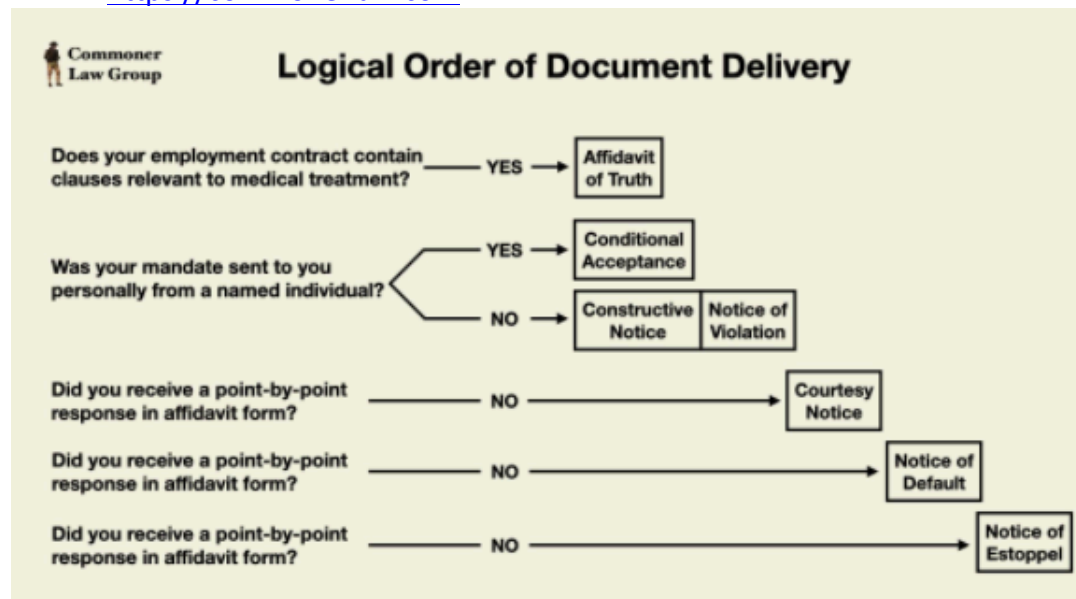 Commoner
Law Group
Logical Order of Document Delivery
Does your employment contract contain
clauses relevant to medical treatment?
YES
Affidavit
of Truth
Was your mandate sent to you
personally from a named individual?
YES
Conditional
Acceptance
NO
Constructive
Notice
Notice of
Violation
Did you receive a point-by-point
response in affidavit form?
NO
Courtesy
Notice
Did you receive a point-by-point
response in affidavit form?
NO
Notice of
Default
Did you receive a point-by-point
response in affidavit form?
NO
Notice of
Estoppel